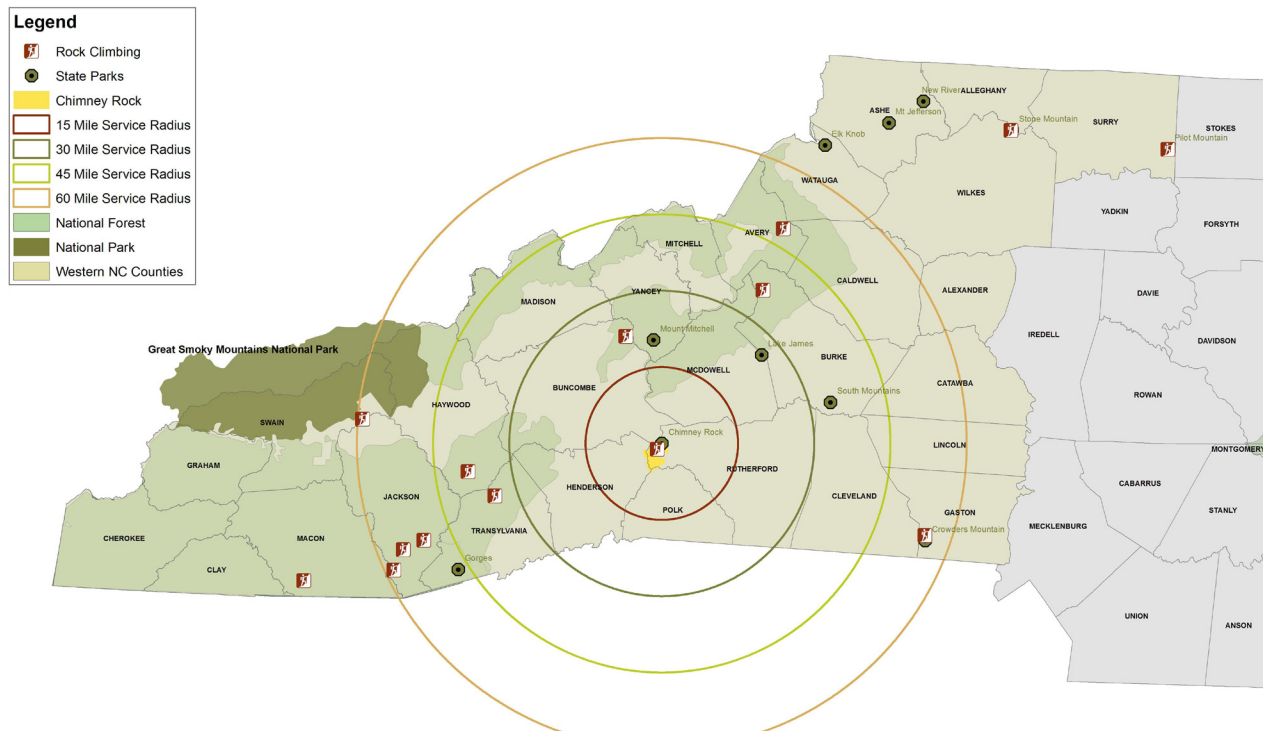 Legend
Rock Climbing
State Parks
Chimney Rock
15 Mile Service Radius
30 Mile Service Radius
45 Mile Service Radius
60 Mile Service Radius
National Forest
National Park
Western NC Counties
New River
ALLEGHANY
ASHE
Mt Jefferson
Stone Mountain
SURRY
STOKES
Elk Knob
Pilot Mountain
WATAUGA
WILKES
YADKIN
FORSYTH
AVERY
MITCHELL
CALDWELL
ALEXANDER
YANCEY
MADISON
DAVIE
IREDELL
DAVIDSON
Mount Mitchell
Great Smoky Mountains National Park
Lake James
BURKE
MCDOWELL
BUNCOMBE
CATAWBA
South Mountains
ROWAN
HAYWOOD
SWAIN
Chimney Rock
LINCOLN
MONTGOMERY
GRAHAM
RUTHERFORD
HENDERSON
CABARRUS
JACKSON
CLEVELAND
POLK
GASTON
STANLY
MECKLENBURG
TRANSYLVANIA
Crowders Mountain
CHEROKEE
MACON
Gorges
CLAY
UNION
ANSON